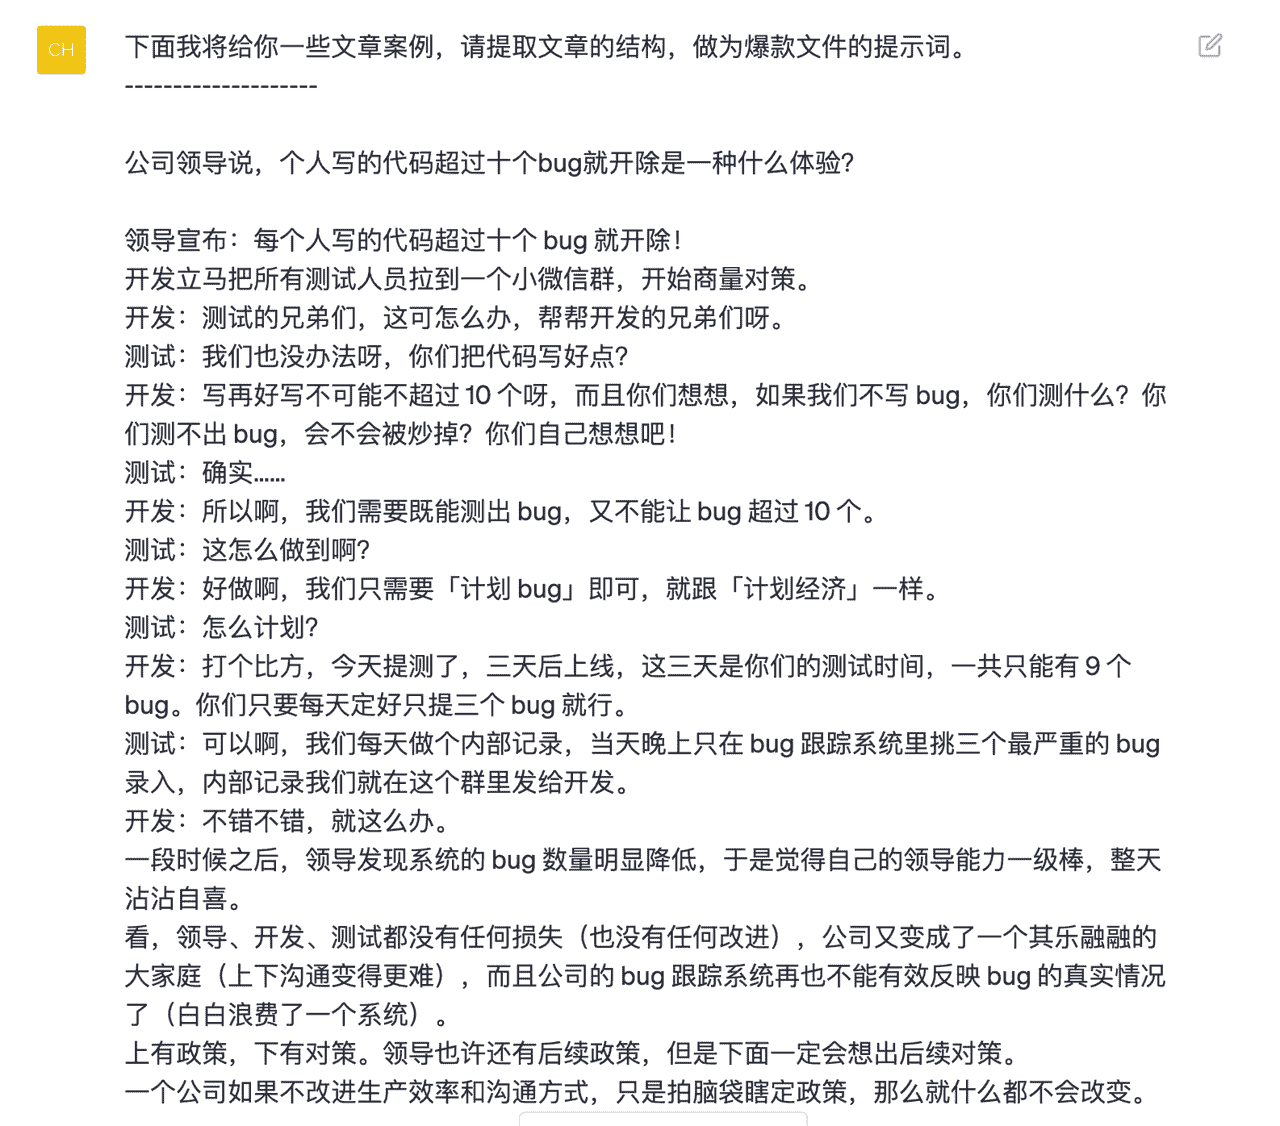 CH
下面我将给你一些文章案例，请提取文章的结构，做为爆款文件的提示词。
--------------------
公司领导说，个人写的代码超过十个bug就开除是一种什么体验？
领导宣布：每个人写的代码超过十个 bug 就开除！
开发立马把所有测试人员拉到一个小微信群，开始商量对策。
开发：测试的兄弟们，这可怎么办，帮帮开发的兄弟们呀。
测试：我们也没办法呀，你们把代码写好点？
开发：写再好写不可能不超过 10 个呀，而且你们想想，如果我们不写 bug，你们测什么？你
们测不出 bug，会不会被炒掉？你们自己想想吧！
测试：确实……
开发：所以啊，我们需要既能测出 bug，又不能让 bug 超过 10 个。
测试：这怎么做到啊？
开发：好做啊，我们只需要「计划 bug」即可，就跟「计划经济」一样。
测试：怎么计划？
开发：打个比方，今天提测了，三天后上线，这三天是你们的测试时间，一共只能有 9 个
bug。你们只要每天定好只提三个 bug 就行。
测试：可以啊，我们每天做个内部记录，当天晚上只在 bug 跟踪系统里挑三个最严重的 bug
录入，内部记录我们就在这个群里发给开发。
开发：不错不错，就这么办。
一段时候之后，领导发现系统的 bug 数量明显降低，于是觉得自己的领导能力一级棒，整天
沾沾自喜。
看，领导、开发、测试都没有任何损失（也没有任何改进），公司又变成了一个其乐融融的
大家庭（上下沟通变得更难），而且公司的 bug 跟踪系统再也不能有效反映 bug 的真实情况
了（白白浪费了一个系统）。
上有政策，下有对策。领导也许还有后续政策，但是下面一定会想出后续对策。
一个公司如果不改进生产效率和沟通方式，只是拍脑袋瞎定政策，那么就什么都不会改变。